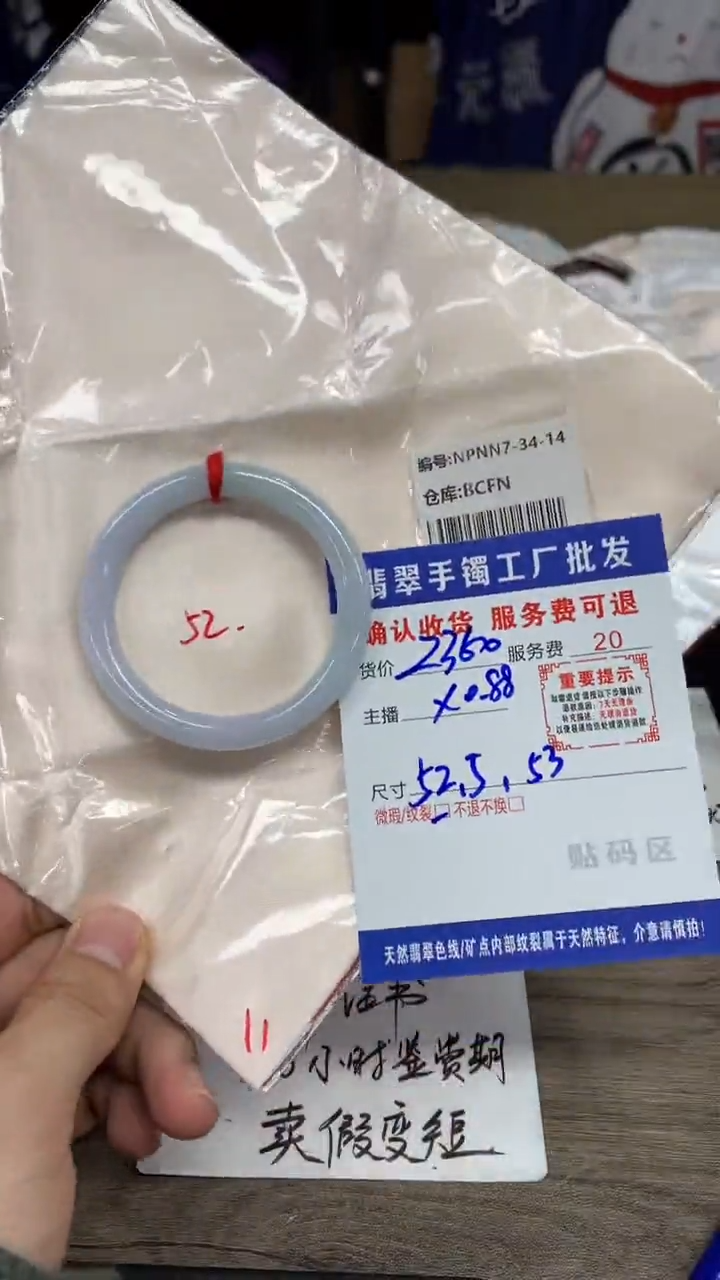 编号:NPNN7-34-14
仓库:BCFN
翡翠手镯工厂批发
确认收货 服务费可退
货价 2360 服务费 20
主播 X0.88
重要提示
52.
尺寸 52.5, 53
微瑕/纹裂□ 不退不换□
贴码区
天然翡翠色线/矿点内部纹裂属于天然特征，介意请慎拍!
11
证书
小时鉴赏期
卖假变短